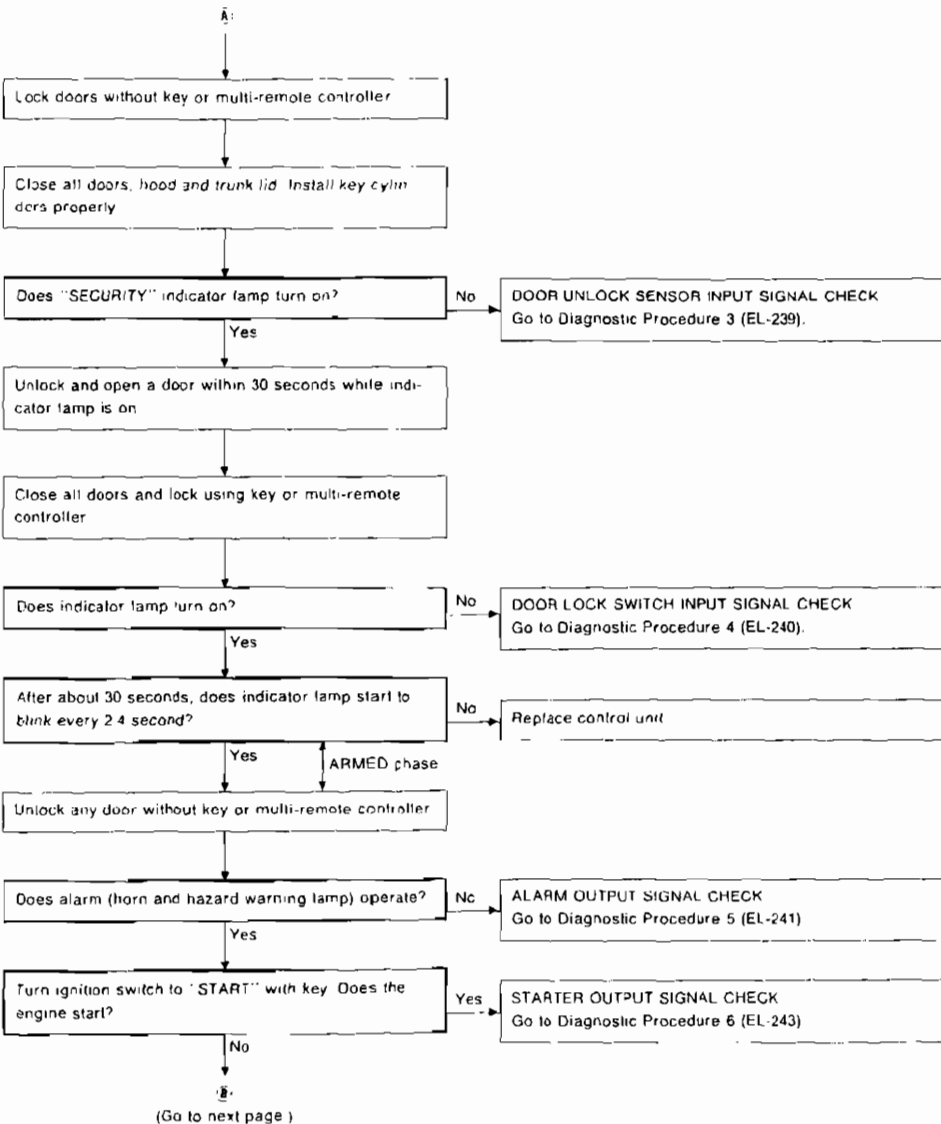 A
Lock doors without key or multi-remote controller
Close all doors, hood and trunk lid Install key cylin
ders properly
Does "SECURITY" indicator lamp turn on?
No
DOOR UNLOCK SENSOR INPUT SIGNAL CHECK
Go to Diagnostic Procedure 3 (EL-239).
Yes
Unlock and open a door within 30 seconds while indi-
cator lamp is on
Close all doors and lock using key or multi-remote
controller
Does indicator lamp turn on?
No
DOOR LOCK SWITCH INPUT SIGNAL CHECK
Go to Diagnostic Procedure 4 (EL-240).
Yes
After about 30 seconds, does indicator lamp start to
blink every 2 4 second?
No
Replace control unit
Yes
ARMED phase
Unlock any door without key or multi-remote controller
Does alarm (horn and hazard warning lamp) operate?
No
ALARM OUTPUT SIGNAL CHECK
Go to Diagnostic Procedure 5 (EL-241)
Yes
Turn ignition switch to "START" with key Does the
engine start?
Yes
STARTER OUTPUT SIGNAL CHECK
Go to Diagnostic Procedure 6 (EL-243)
No
(Go to next page )